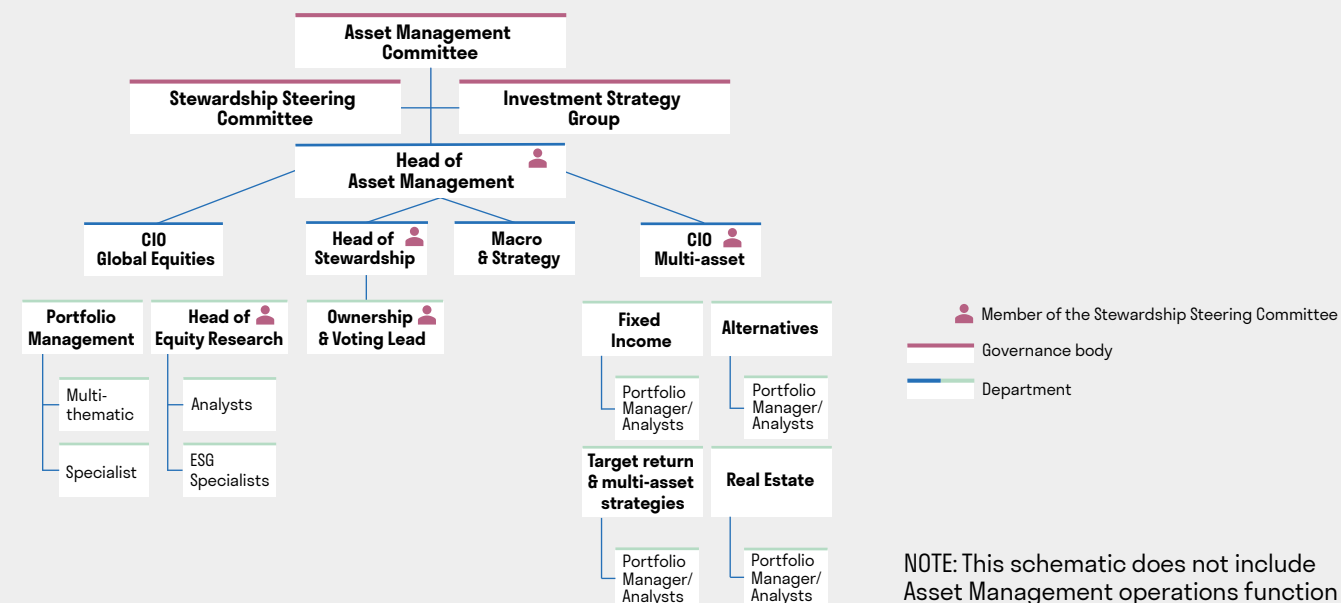 Asset Management
Committee
Stewardship Steering
Committee
Investment Strategy
Group
Head of
Asset Management
CIO
Global Equities
Head of
Stewardship
Macro
& Strategy
CIO
Multi-asset
Portfolio
Management
Head of
Equity Research
Ownership
& Voting Lead
Fixed
Income
Alternatives
Multi-
thematic
Analysts
Portfolio
Manager/
Analysts
Portfolio
Manager/
Analysts
Specialist
ESG
Specialists
Target return
& multi-asset
strategies
Real Estate
Portfolio
Manager/
Analysts
Portfolio
Manager/
Analysts
Member of the Stewardship Steering Committee
Governance body
Department
NOTE: This schematic does not include
Asset Management operations function